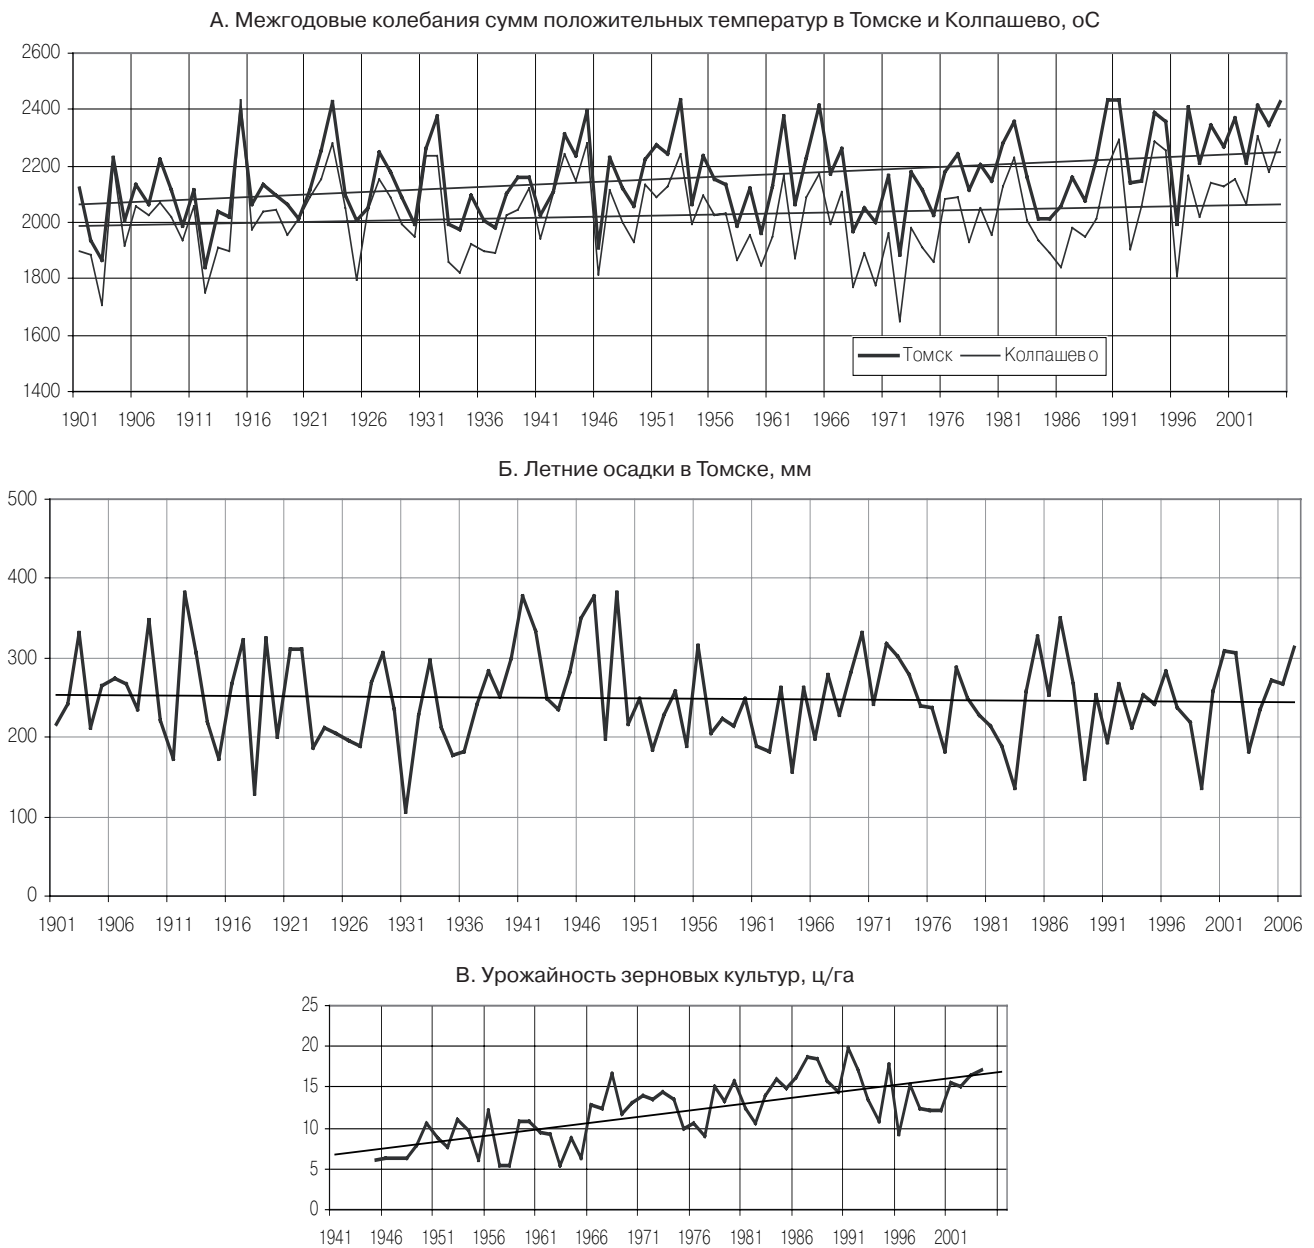 А. Межгодовые колебания сумм положительных температур в Томске и Колпашево, оС
2600
2400
2200
2000
1800
1600
1400
Томск Колпашево
1901 1906 1911 1916 1921 1926 1931 1936 1941 1946 1951 1956 1961 1966 1971 1976 1981 1986 1991 1996 2001
Б. Летние осадки в Томске, мм
500
400
300
200
100
0
1901 1906 1911 1916 1921 1926 1931 1936 1941 1946 1951 1956 1961 1966 1971 1976 1981 1986 1991 1996 2001 2006
В. Урожайность зерновых культур, ц/га
25
20
15
10
5
0
1941 1946 1951 1956 1961 1966 1971 1976 1981 1986 1991 1996 2001